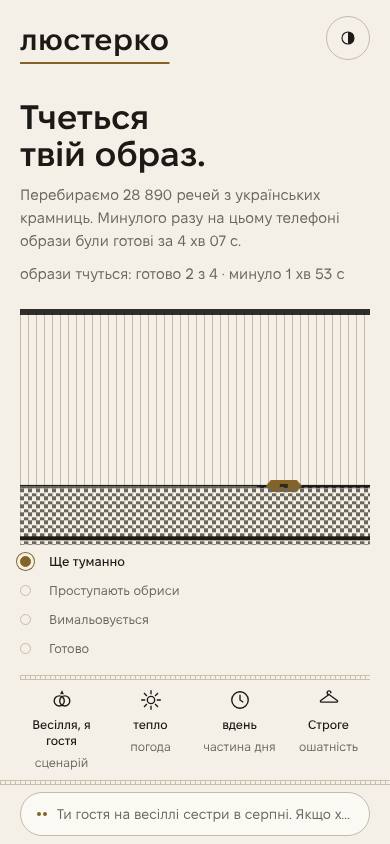 люстерко
Тчеться
твій образ.
Перебираємо 28 890 речей з українських
крамниць. Минулого разу на цьому телефоні
образи були готові за 4 хв 07 с.
образи тчуться: готово 2 з 4 · минуло 1 хв 53 с
Ще туманно
Проступають обриси
Вимальовується
Готово
Весілля, я
гостя
сценарій
тепло
погода
вдень
частина дня
Строге
ошатність
Ти гостя на весіллі сестри в серпні. Якщо х...